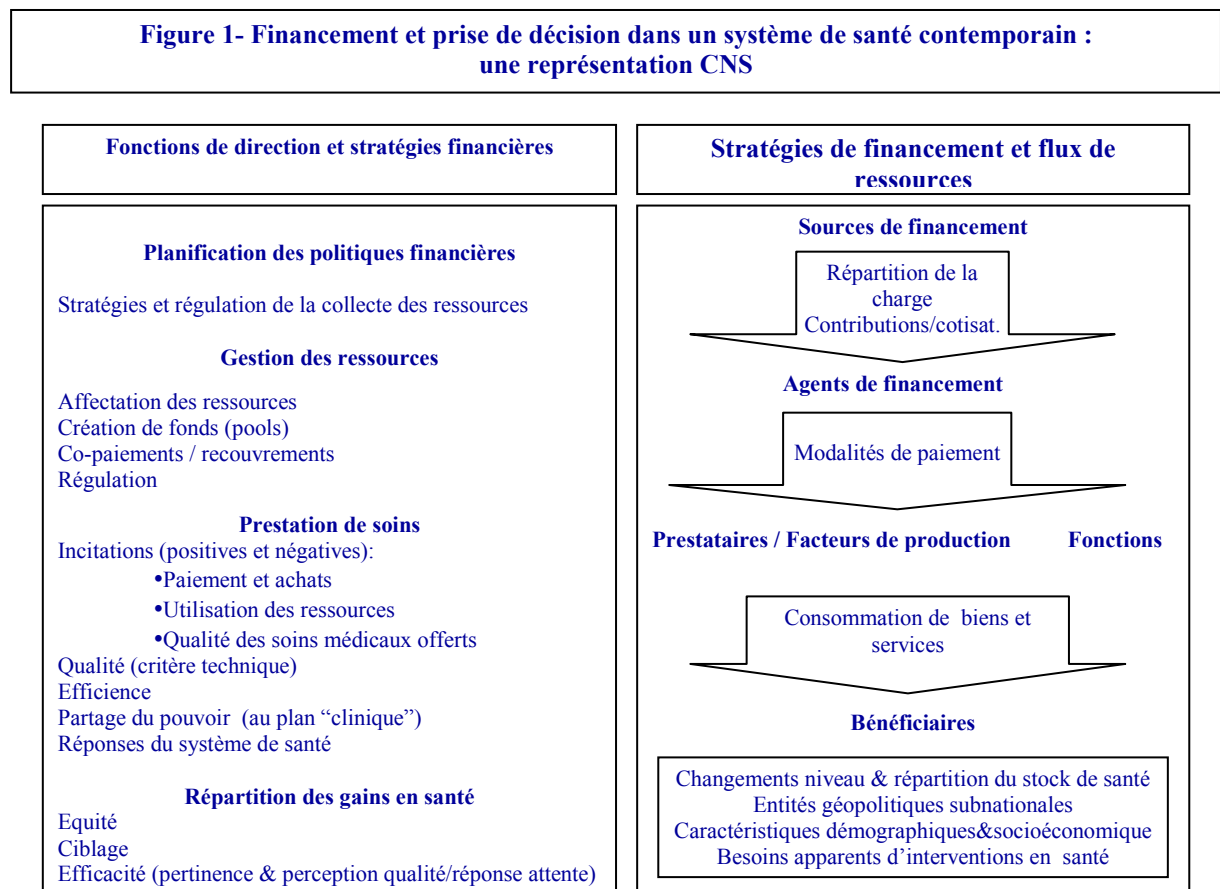 Figure 1- Financement et prise de décision dans un système de santé contemporain :
une représentation CNS
Fonctions de direction et stratégies financières
Planification des politiques financières
Stratégies et régulation de la collecte des ressources
Gestion des ressources
Affectation des ressources
Création de fonds (pools)
Co-paiements / recouvrements
Régulation
Prestation de soins
Incitations (positives et négatives):
•Paiement et achats
•Utilisation des ressources
•Qualité des soins médicaux offerts
Qualité (critère technique)
Efficience
Partage du pouvoir (au plan “clinique”)
Réponses du système de santé
Répartition des gains en santé
Equité
Ciblage
Efficacité (pertinence & perception qualité/réponse attente)
Stratégies de financement et flux de
ressources
Sources de financement
Répartition de la
charge
Contributions/cotisat.
Agents de financement
Modalités de paiement
Prestataires / Facteurs de production Fonctions
Consommation de biens et
services
Bénéficiaires
Changements niveau & répartition du stock de santé
Entités géopolitiques subnationales
Caractéristiques démographiques&socioéconomique
Besoins apparents d’interventions en santé